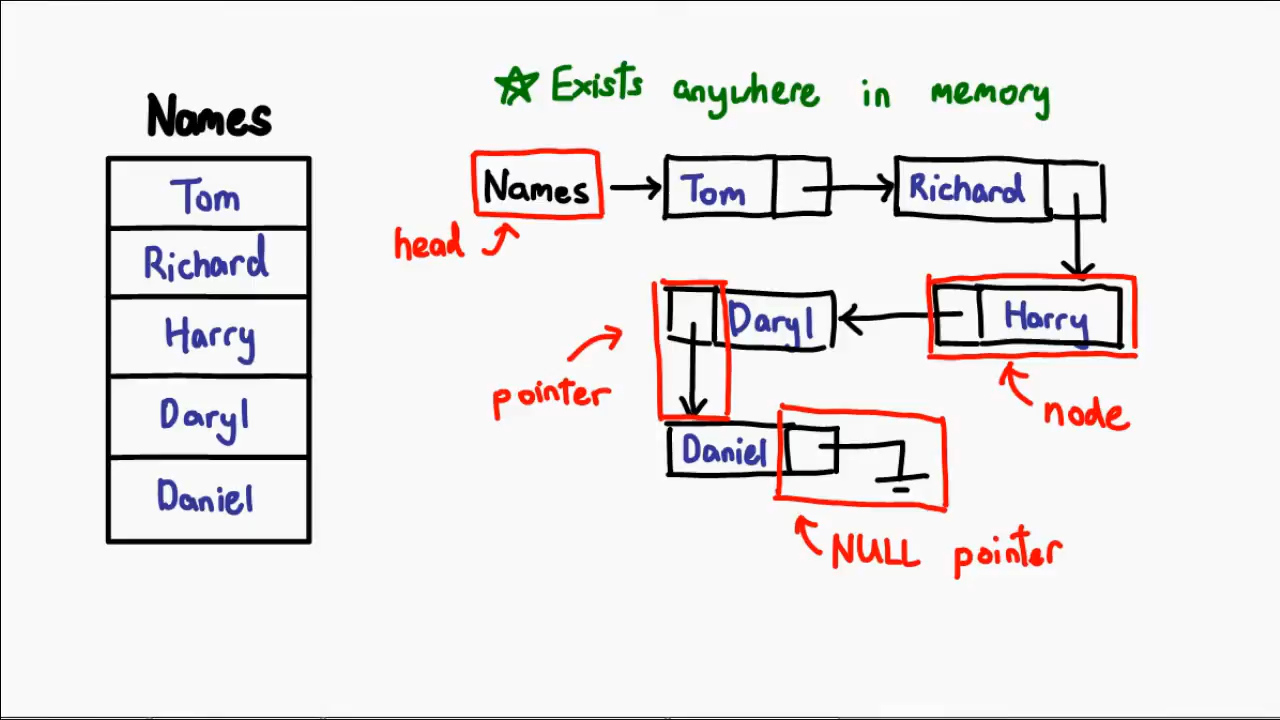 Names
Tom
Richard
Harry
Daryl
Daniel
☆ Exists anywhere in memory
Names
Tom
Richard
head
Daryl
Harry
pointer
node
Daniel
NULL pointer